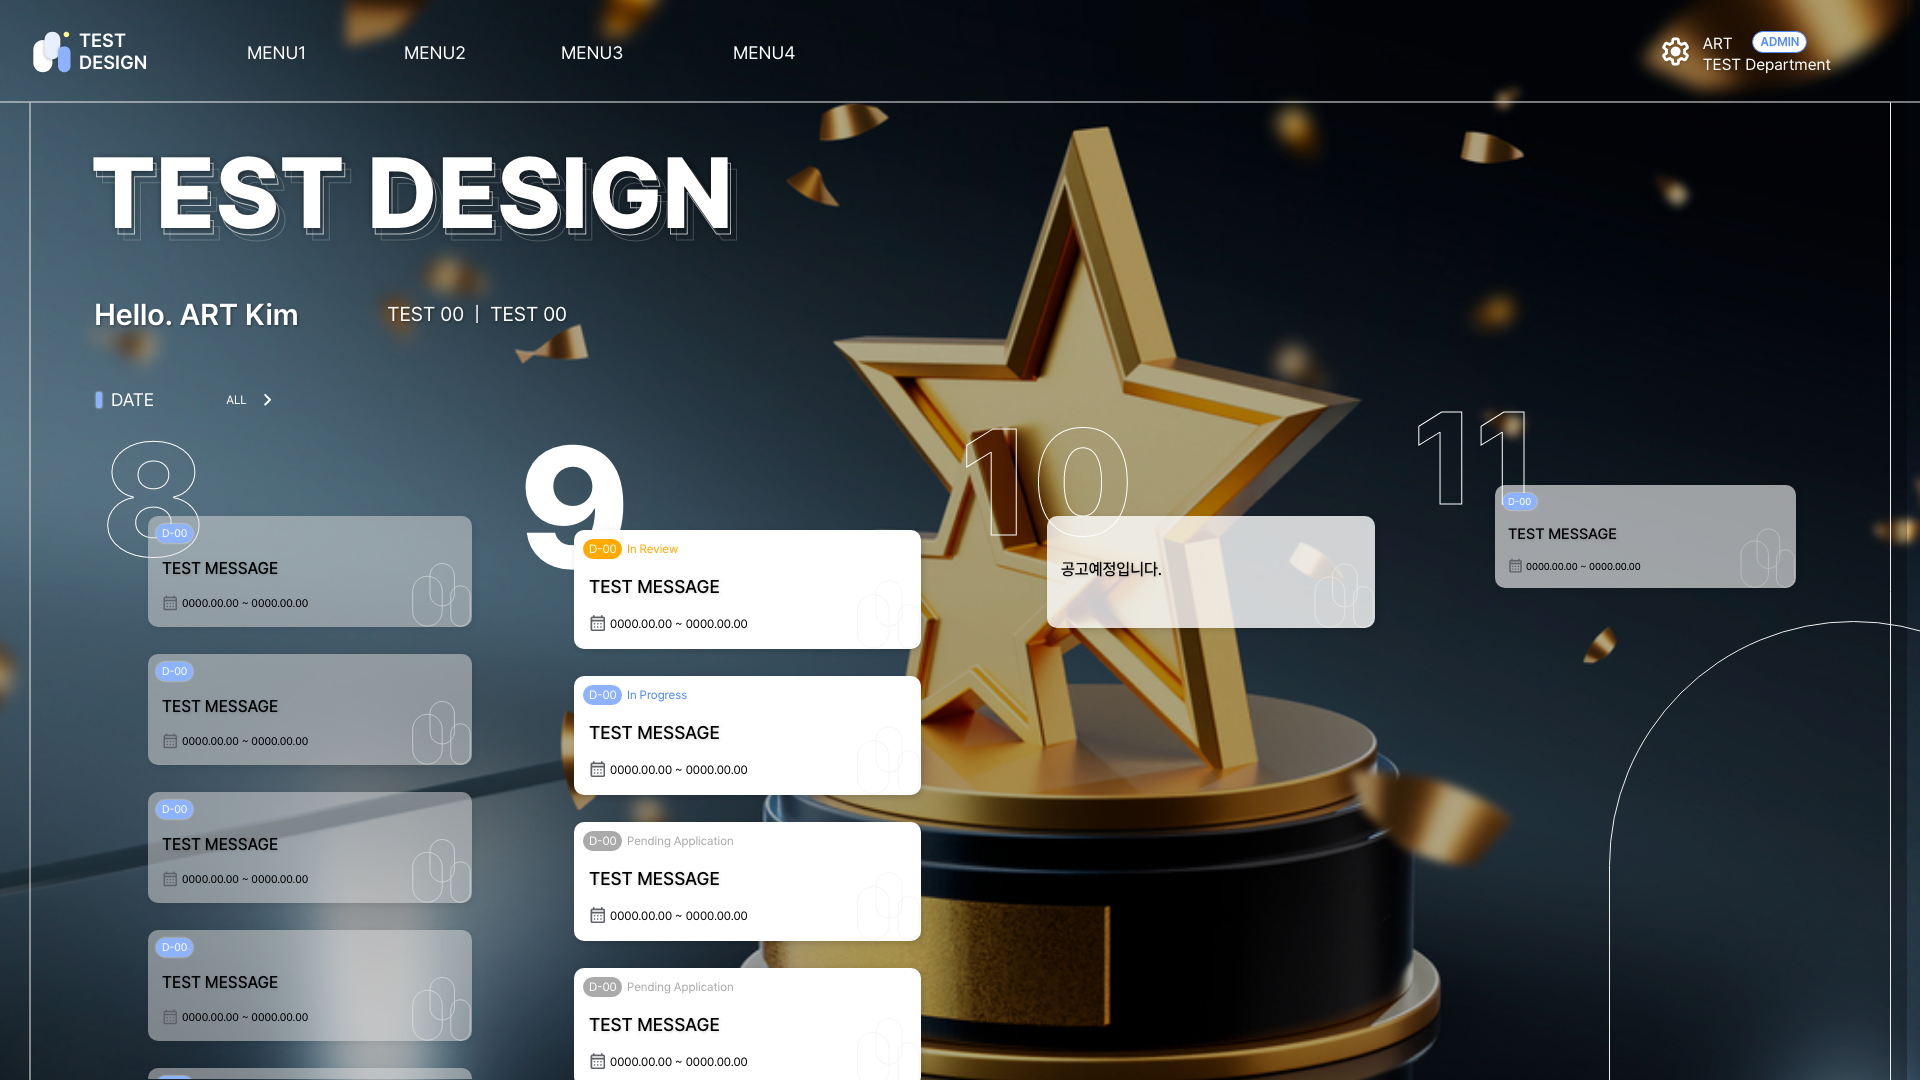 TEST
DESIGN
MENU1
MENU2
MENU3
MENU4
ART
ADMIN
TEST Department
TEST DESIGN
Hello. ART Kim
TEST 00 | TEST 00
DATE
ALL
8
D-00
TEST MESSAGE
0000.00.00 ~ 0000.00.00
D-00
TEST MESSAGE
0000.00.00 ~ 0000.00.00
D-00
TEST MESSAGE
0000.00.00 ~ 0000.00.00
D-00
TEST MESSAGE
0000.00.00 ~ 0000.00.00
9
D-00 In Review
TEST MESSAGE
0000.00.00 ~ 0000.00.00
D-00 In Progress
TEST MESSAGE
0000.00.00 ~ 0000.00.00
D-00 Pending Application
TEST MESSAGE
0000.00.00 ~ 0000.00.00
D-00 Pending Application
TEST MESSAGE
0000.00.00 ~ 0000.00.00
10
공고예정입니다.
11
D-00
TEST MESSAGE
0000.00.00 ~ 0000.00.00